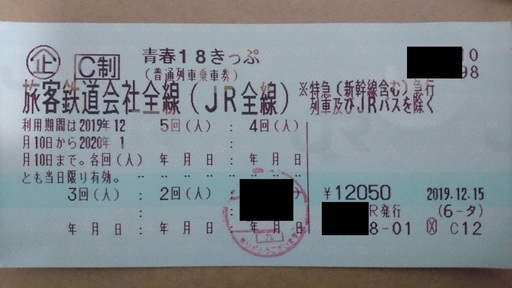 企 C制 青春18きっぷ
(普通列車乗車券)
旅客鉄道会社全線(JR全線)
※特急(新幹線含む)急行
列車及びJRバスを除く
利用期間は2019年12
月10日から2020年 1
月10日まで。各回(人)
とも当日限り有効。
5回(人) : 4回(人)
年 月 日 : 年 月 日
3回(人) : 2回(人) :
年 月 日 : 年 月 日 : 年 月 日
¥12050 2019.12.15
R発行 (6-タ)
8-01 C12
0
98